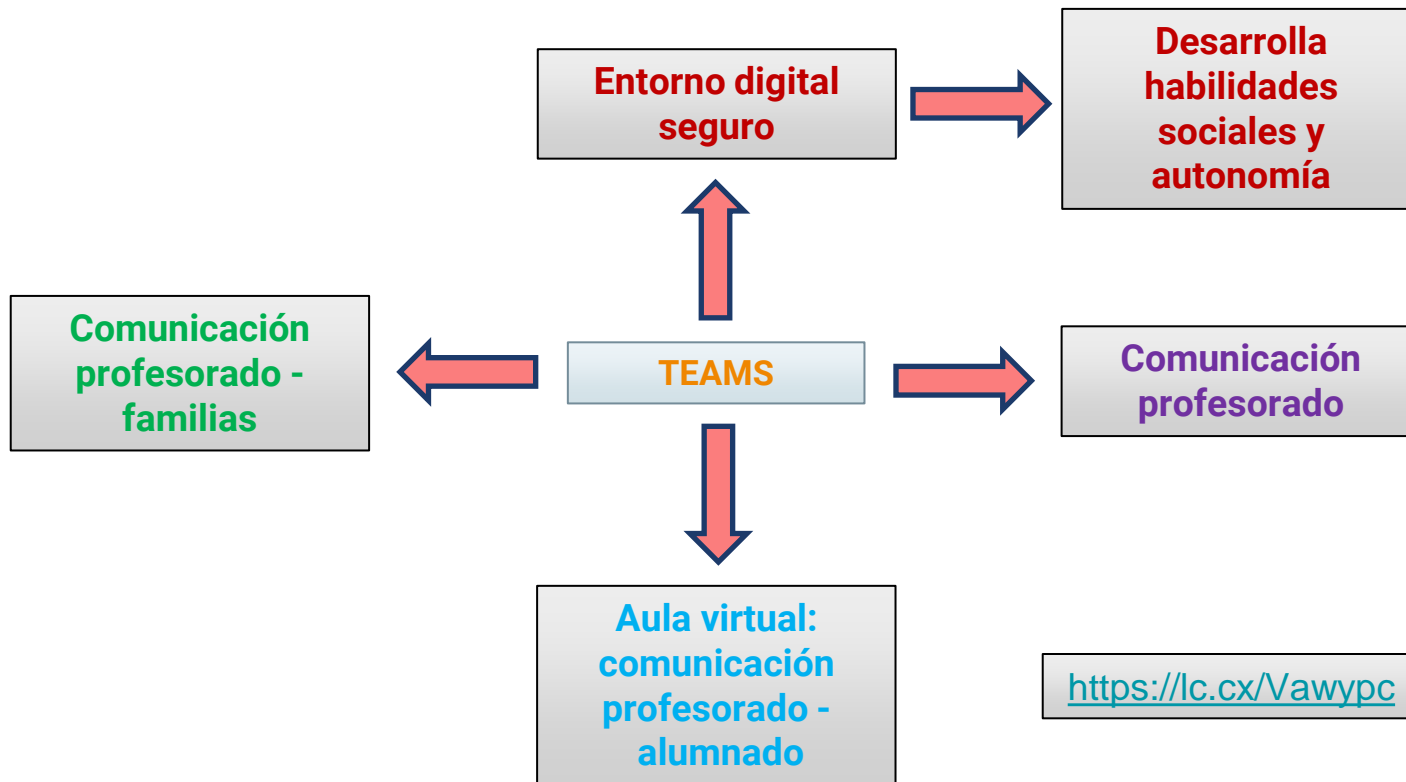 Entorno digital
seguro
Desarrolla
habilidades
sociales y
autonomía
Comunicación
profesorado -
familias
TEAMS
Comunicación
profesorado
Aula virtual:
comunicación
profesorado -
alumnado
https://lc.cx/Vawypc